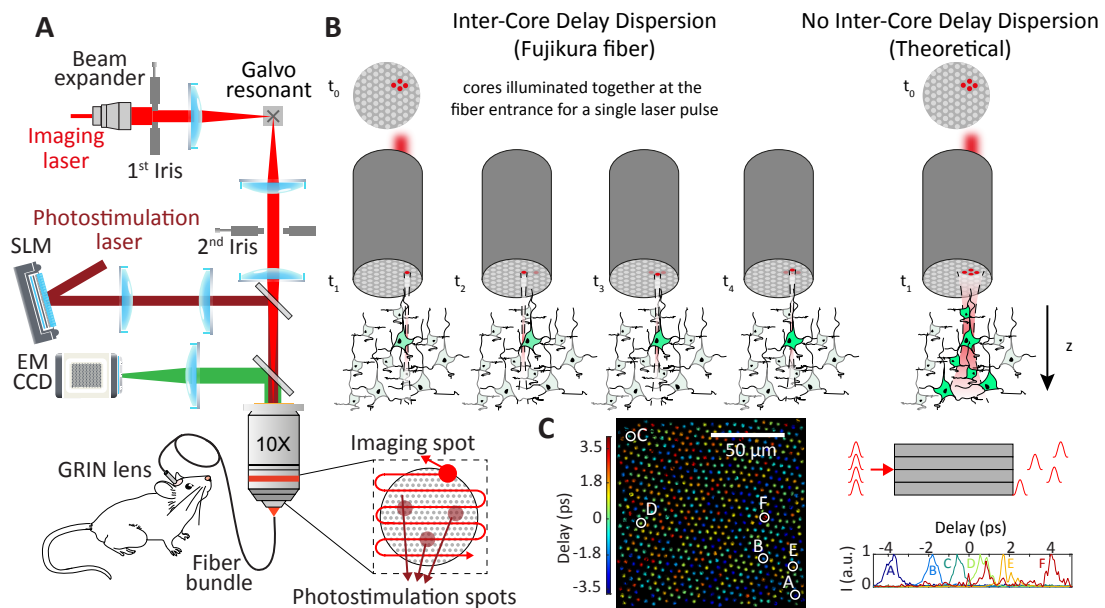 A
Beam
expander
Galvo
resonant
Imaging
laser
1st Iris
Photostimulation
laser
SLM
2nd Iris
EM
CCD
10X
GRIN lens
Fiber
bundle
Imaging spot
Photostimulation spots
B
Inter-Core Delay Dispersion
(Fujikura fiber)
No Inter-Core Delay Dispersion
(Theoretical)
cores illuminated together at the
fiber entrance for a single laser pulse
t0
t0
t1
t2
t3
t4
t1
z
C
Delay (ps)
3.5
1.8
0
-1.8
-3.5
50 µm
C
D
F
B
E
A
Delay (ps)
-4
-2
0
2
4
I (a.u.)
1
0
A
B
C
D
E
F